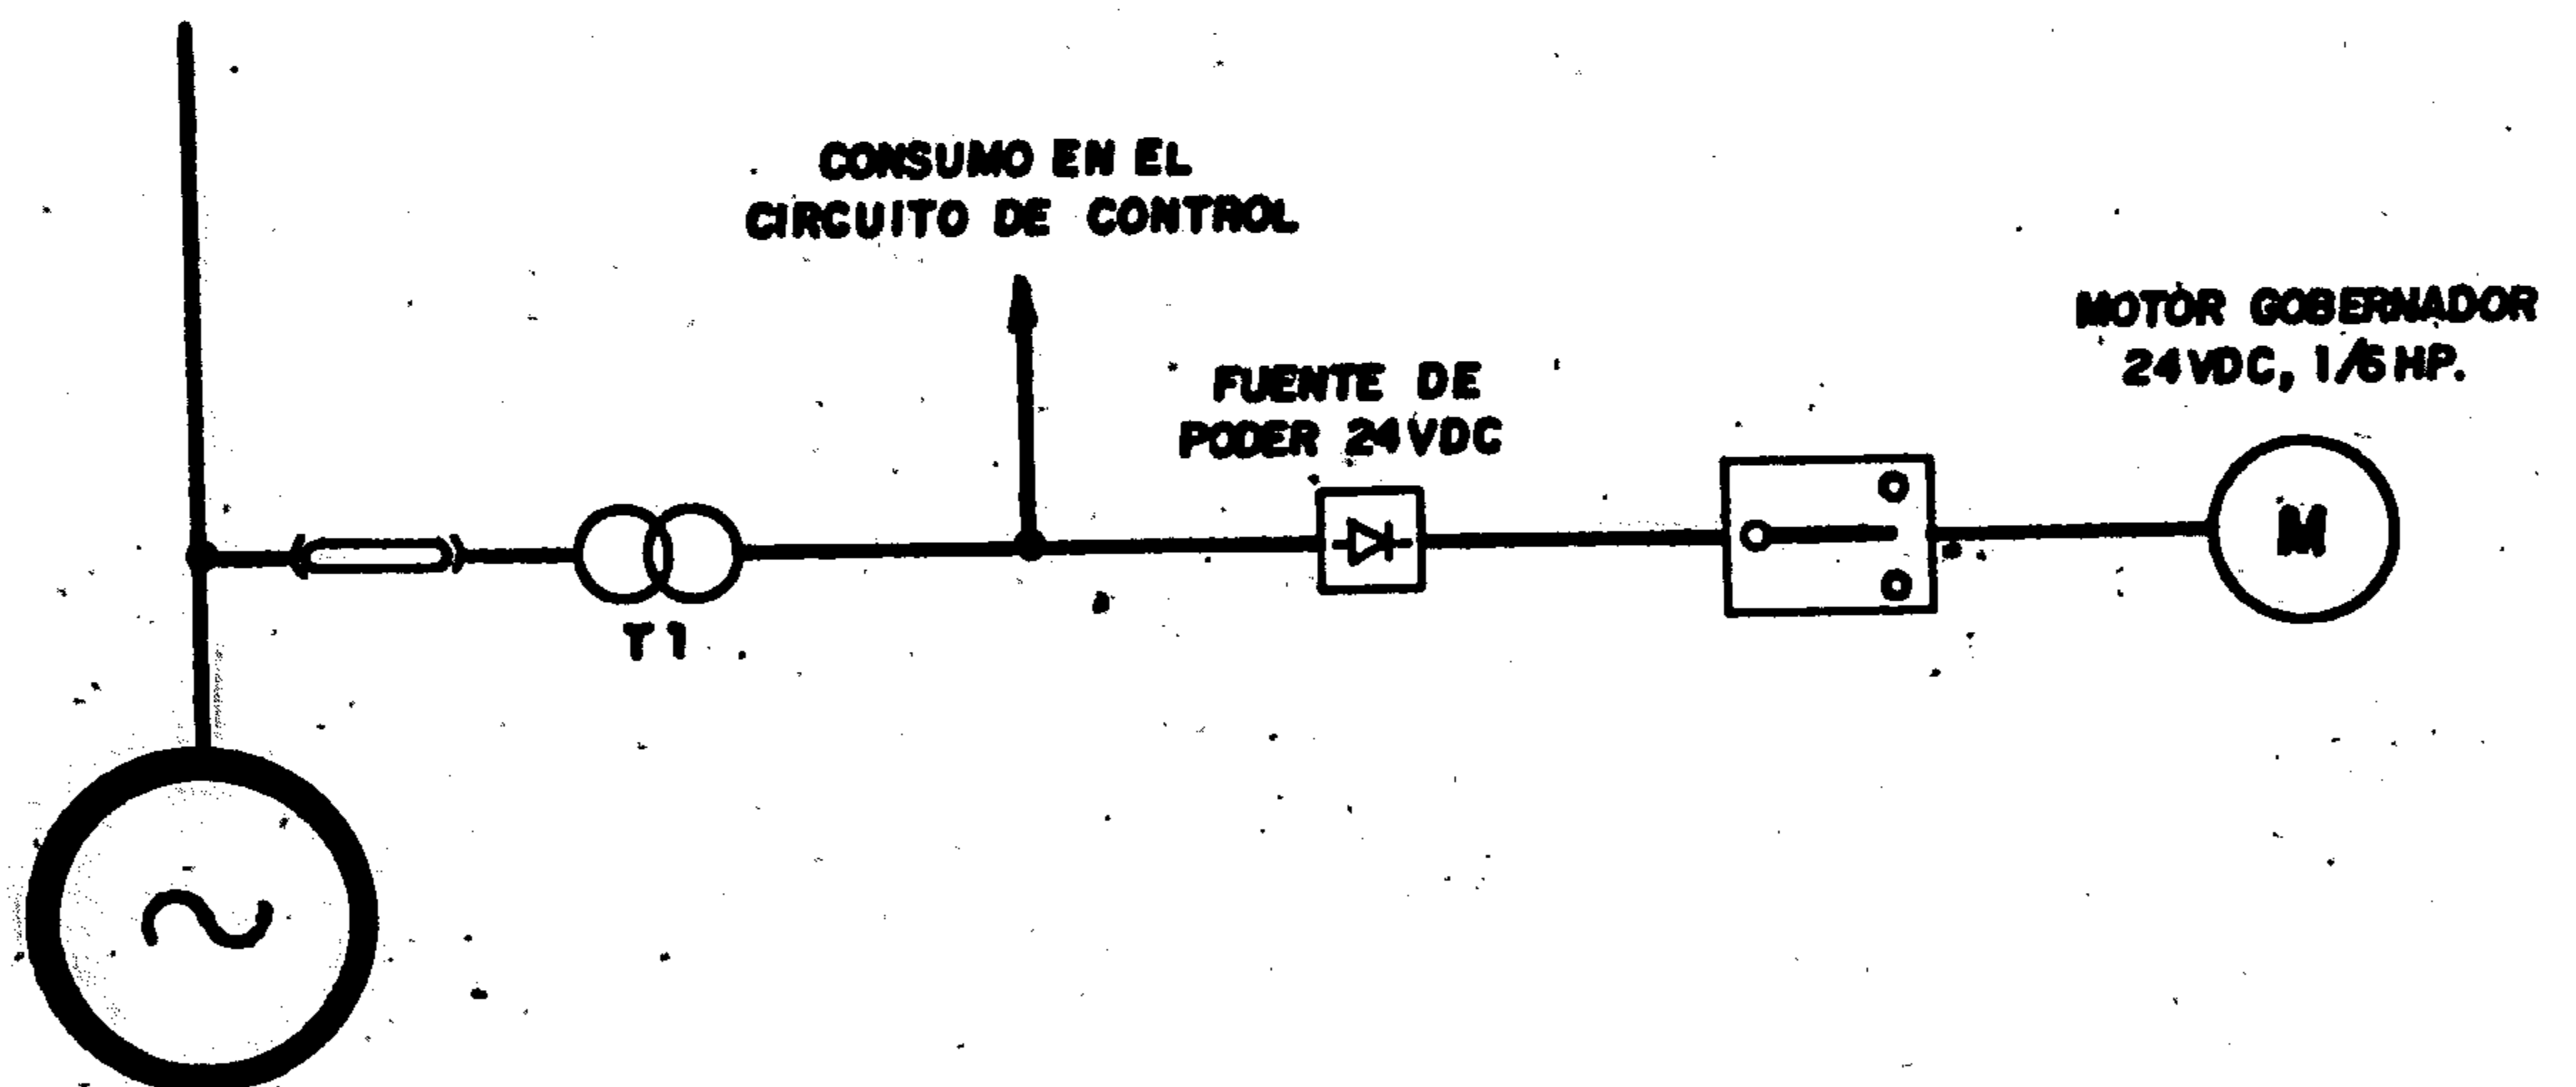 CONSUMO EN EL
CIRCUITO DE CONTROL
MOTOR GOBERNADOR
24VDC, 1/6 HP.
FUENTE DE
PODER 24VDC
M
T1